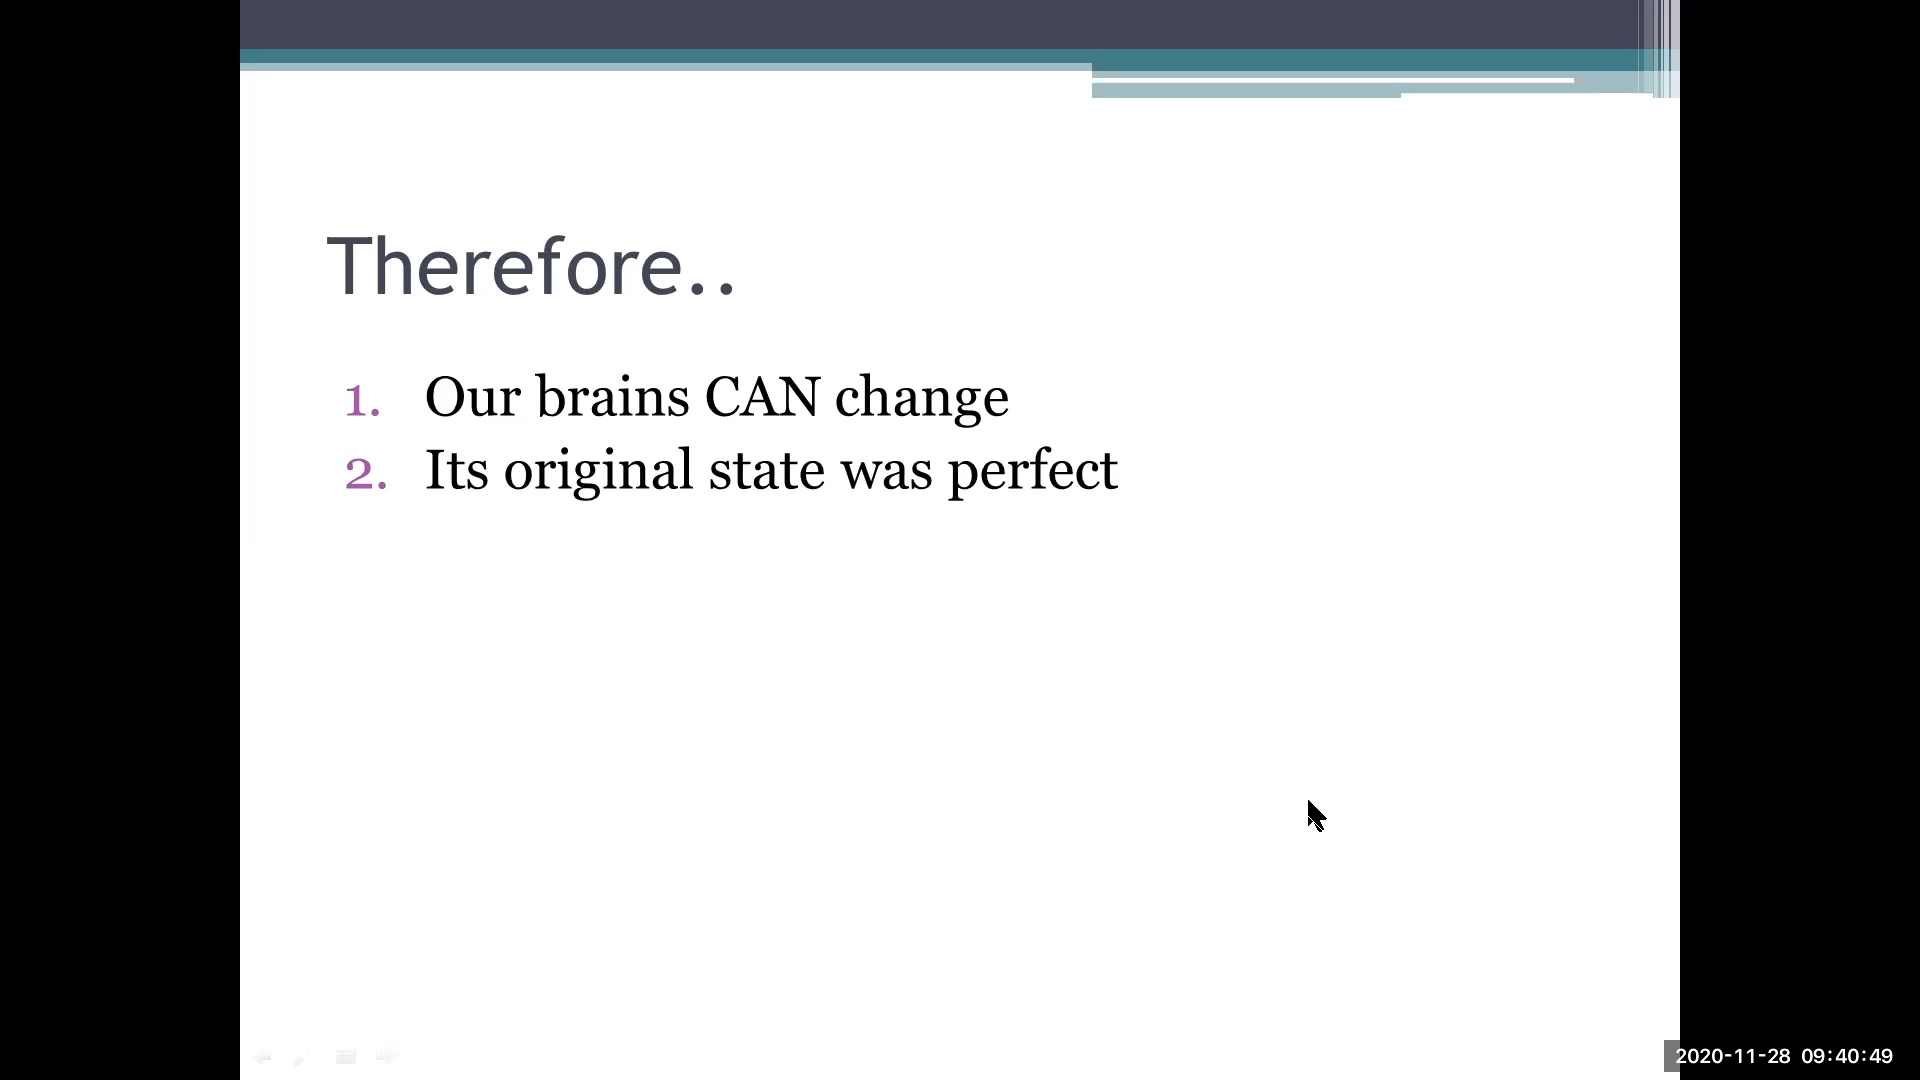 Therefore..
1. Our brains CAN change
2. Its original state was perfect
2020-11-28 09:40:49